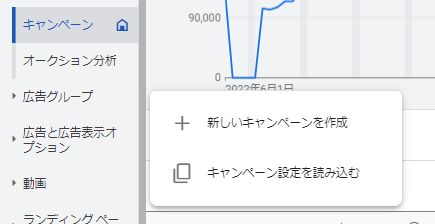 キャンペーン
オークション分析
広告グループ
広告と広告表示オ
プション
動画
ランディング ペー
90,000
0
2022年6月1日
新しいキャンペーンを作成
キャンペーン設定を読み込む